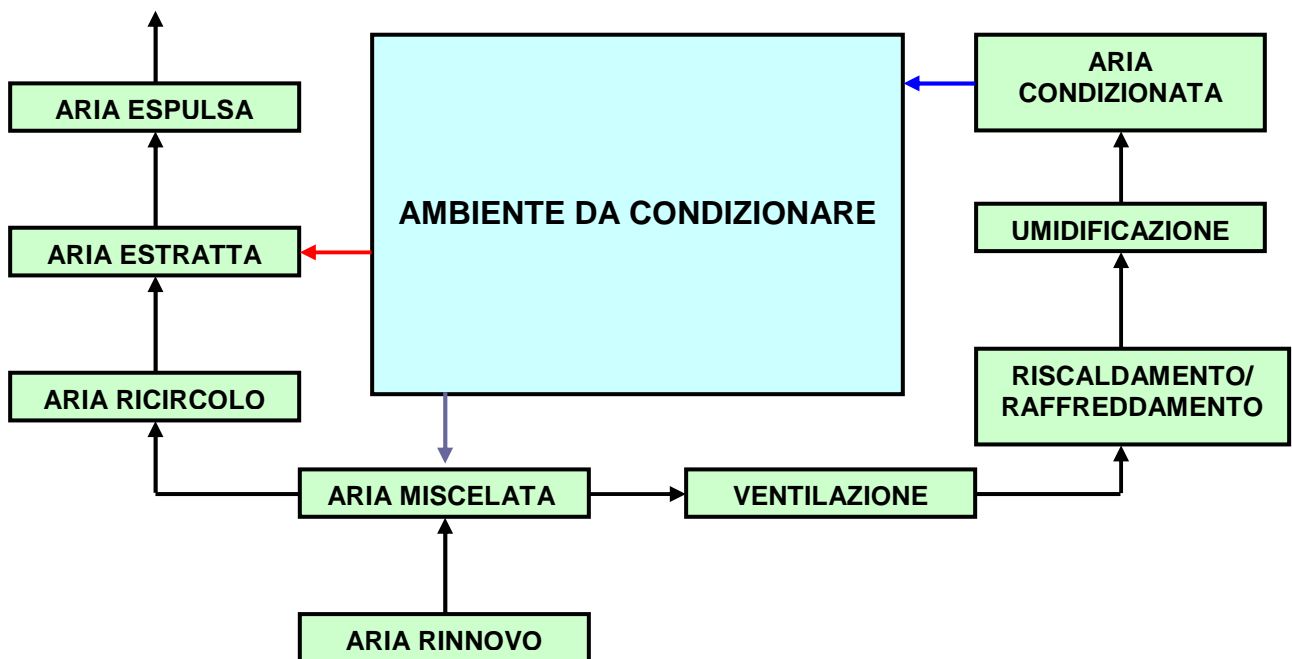 ARIA
CONDIZIONATA
ARIA ESPULSA
AMBIENTE DA CONDIZIONARE
UMIDIFICAZIONE
ARIA ESTRATTA
RISCALDAMENTO/
RAFFREDDAMENTO
ARIA RICIRCOLO
ARIA MISCELATA
VENTILAZIONE
ARIA RINNOVO